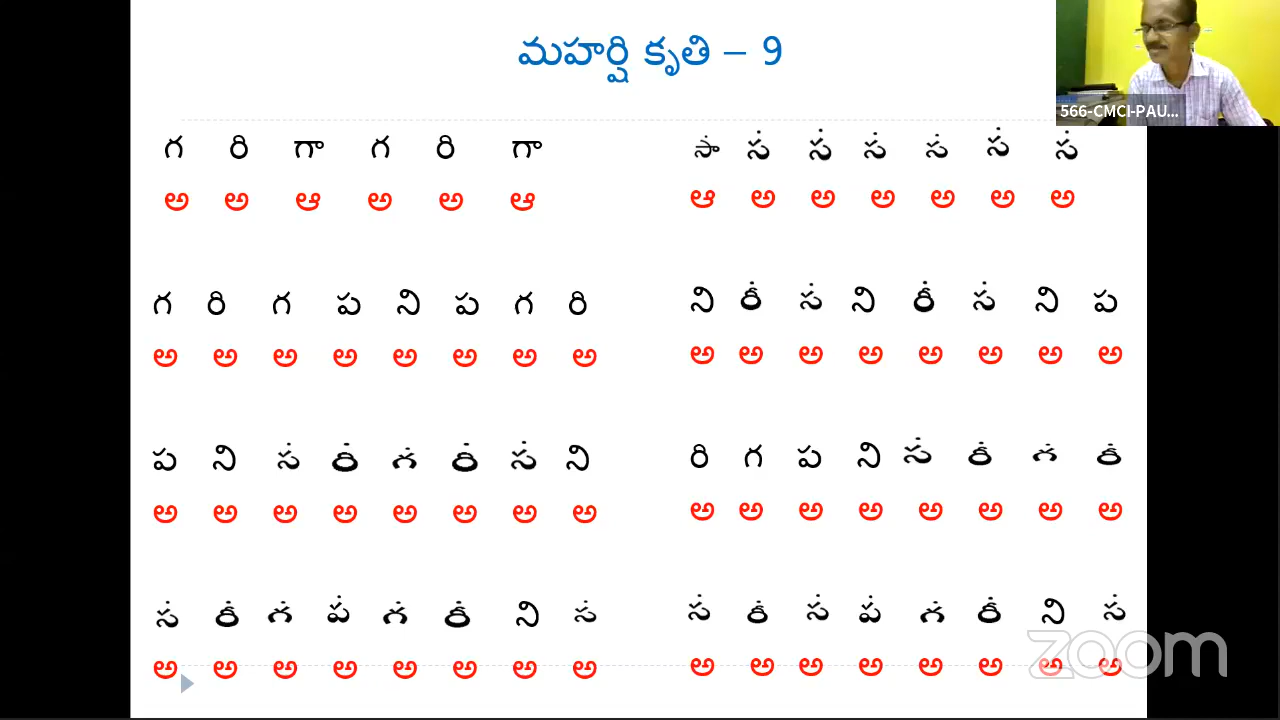 మహర్షి కృతి – 9
566-CMCI-PAU...
గ రి గా గ రి గా సా̇ స̇ స̇ స̇ స̇ స̇ స̇
అ అ ఆ అ అ ఆ ఆ అ అ అ అ అ అ
గ రి గ ప ని ప గ రి ని రి̇ స̇ ని రి̇ స̇ ని ప
అ అ అ అ అ అ అ అ అ అ అ అ అ అ అ అ
ప ని స̇ రి̇ గ̇ రి̇ స̇ ని రి గ ప ని స̇ రి̇ గ̇ రి̇
అ అ అ అ అ అ అ అ అ అ అ అ అ అ అ అ
స̇ రి̇ గ̇ ప̇ గ̇ రి̇ ని స̇ స̇ రి̇ స̇ ప̇ గ̇ రి̇ ని స̇
అ అ అ అ అ అ అ అ అ అ అ అ అ అ అ అ
zoom